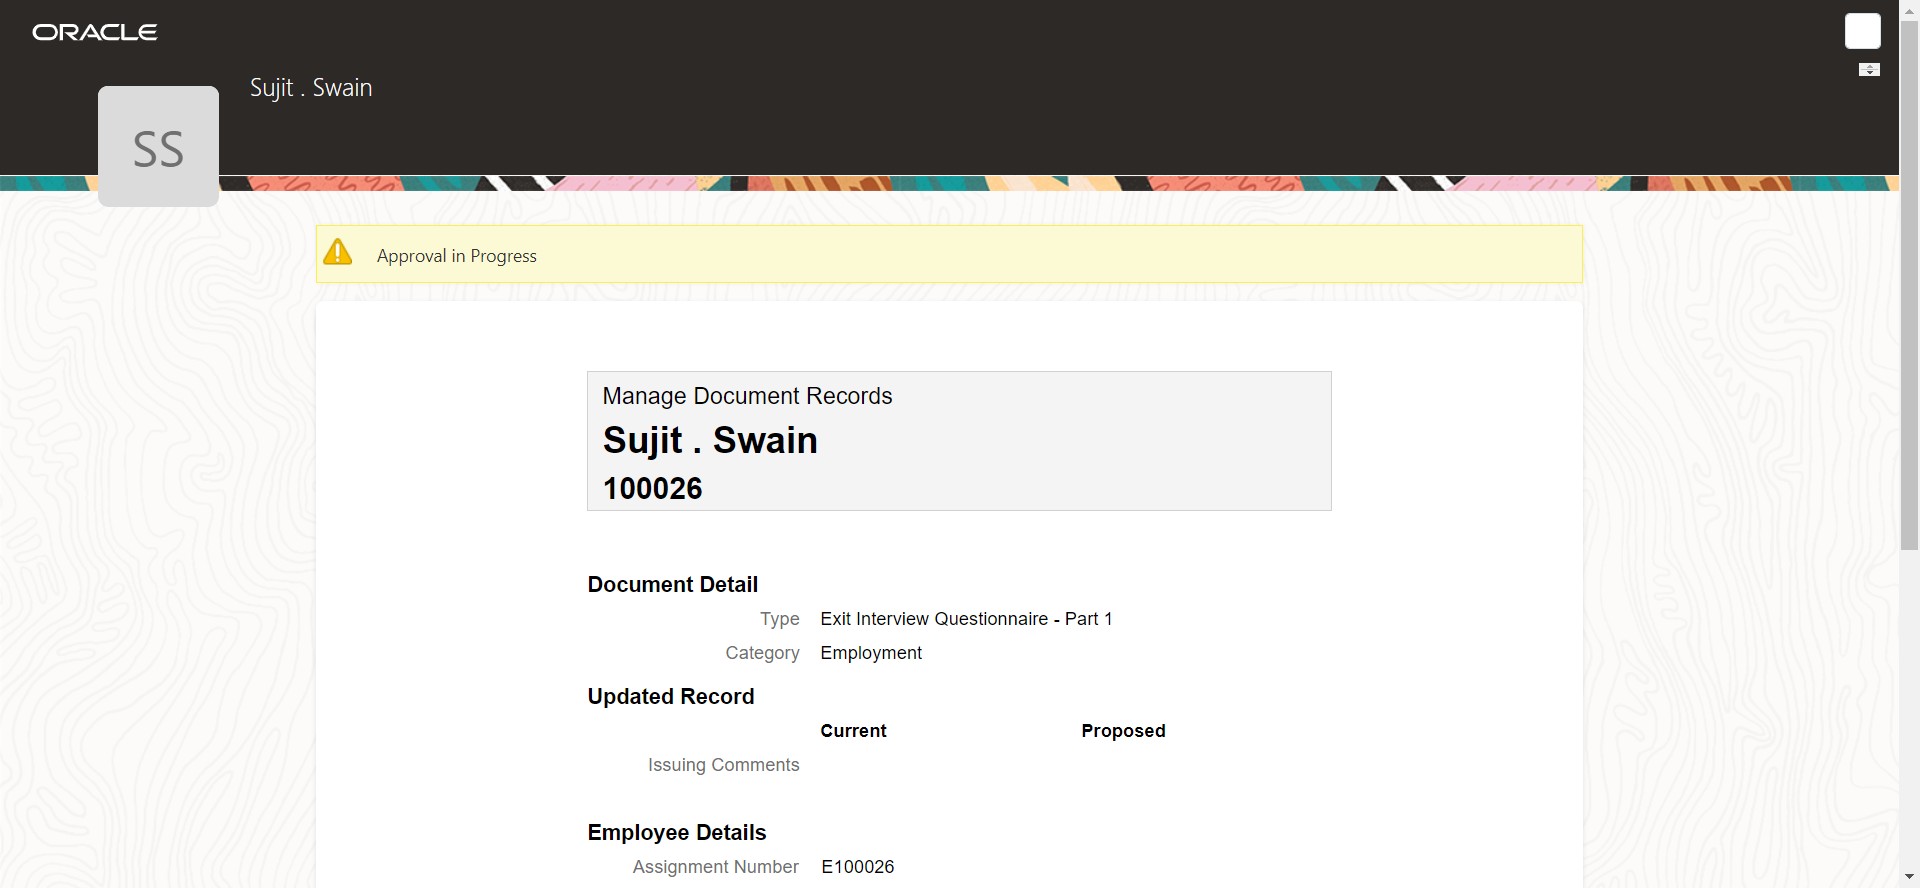 ORACLE
Sujit . Swain
SS
Approval in Progress
Manage Document Records
Sujit . Swain
100026
Document Detail
Type Exit Interview Questionnaire - Part 1
Category Employment
Updated Record
Current Proposed
Issuing Comments
Employee Details
Assignment Number E100026